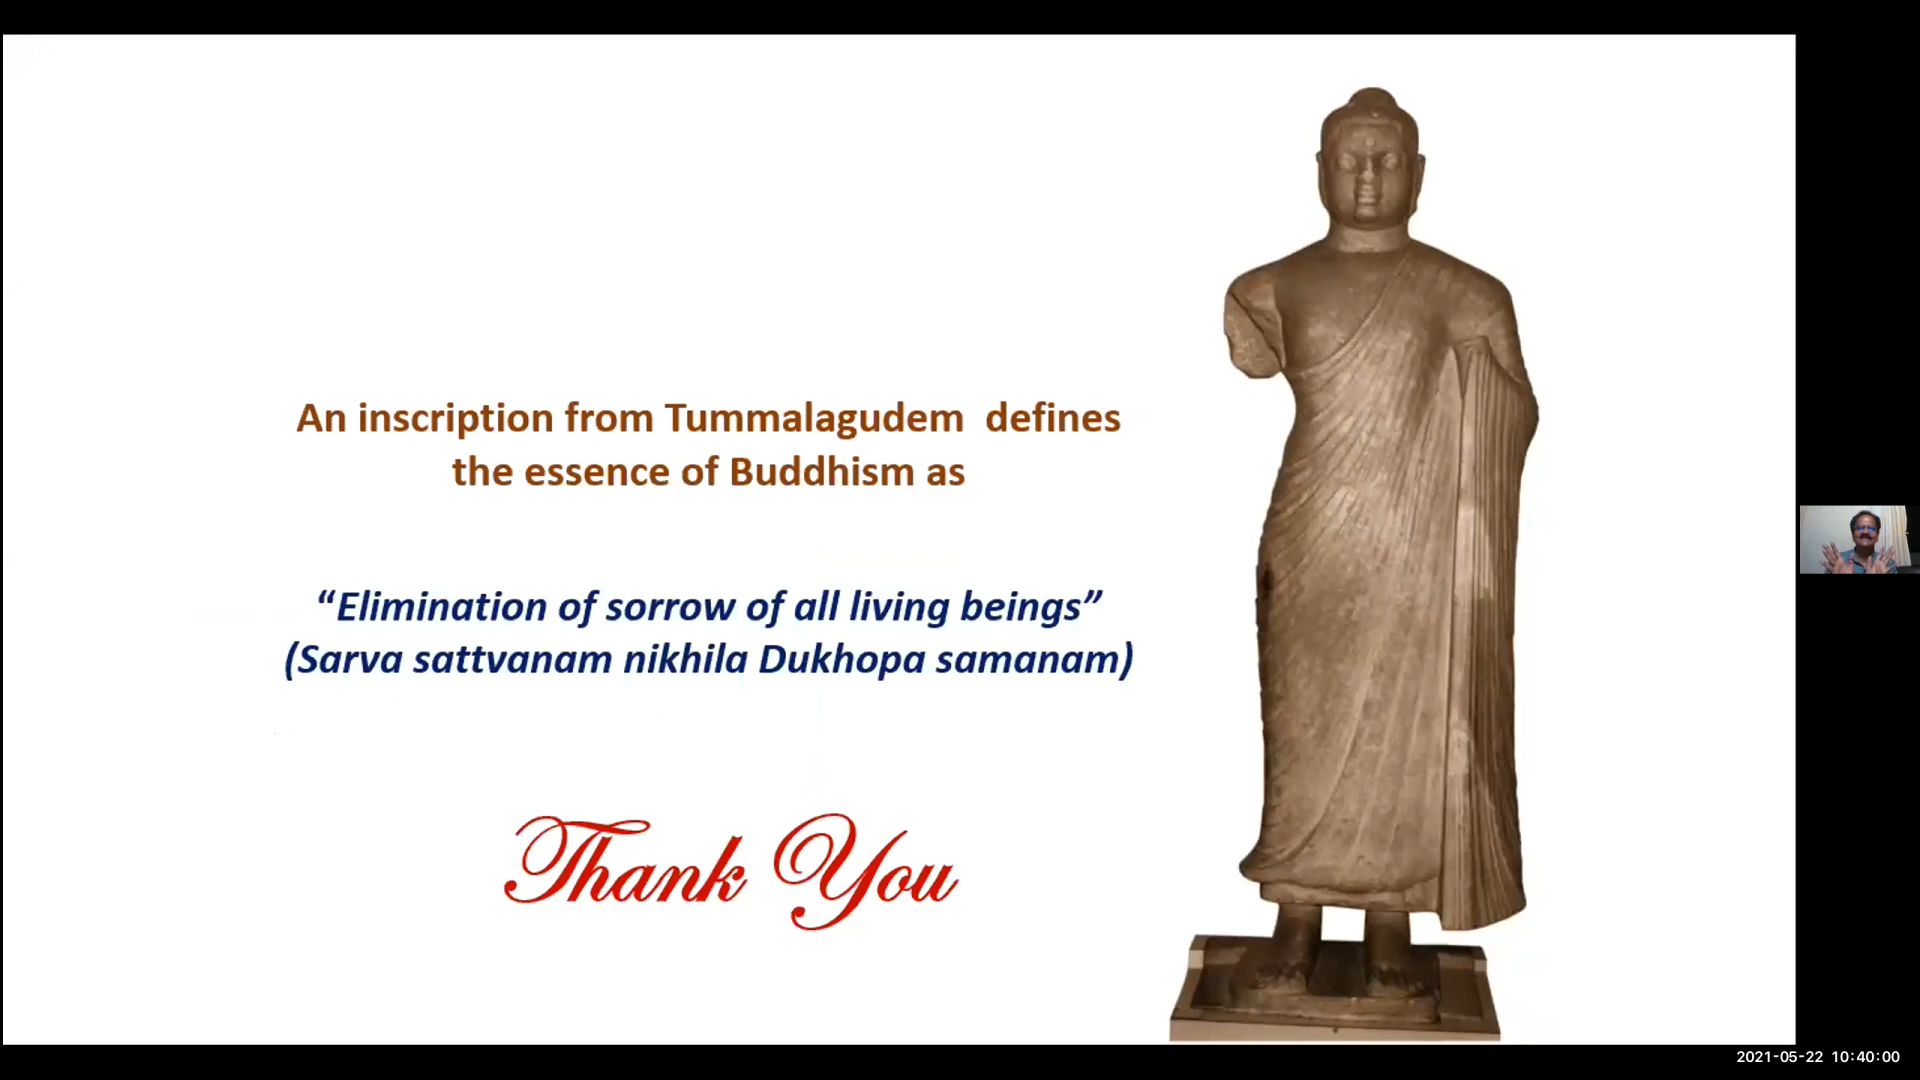 An inscription from Tummalagudem  defines
the essence of Buddhism as
“Elimination of sorrow of all living beings”
(Sarva sattvanam nikhila Dukhopa samanam)
Thank You
2021-05-22 10:40:00